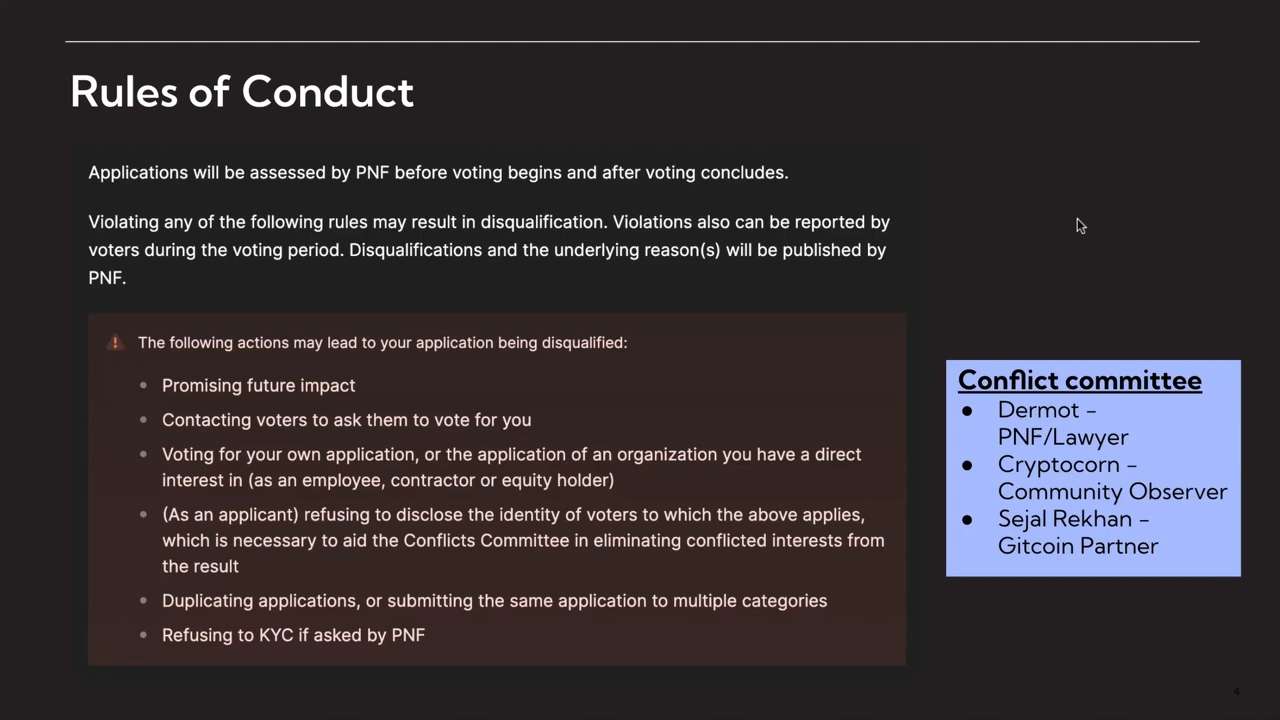 Rules of Conduct
Applications will be assessed by PNF before voting begins and after voting concludes.
Violating any of the following rules may result in disqualification. Violations also can be reported by
voters during the voting period. Disqualifications and the underlying reason(s) will be published by
PNF.
The following actions may lead to your application being disqualified:
• Promising future impact
• Contacting voters to ask them to vote for you
• Voting for your own application, or the application of an organization you have a direct
interest in (as an employee, contractor or equity holder)
• (As an applicant) refusing to disclose the identity of voters to which the above applies,
which is necessary to aid the Conflicts Committee in eliminating conflicted interests from
the result
• Duplicating applications, or submitting the same application to multiple categories
• Refusing to KYC if asked by PNF
Conflict committee
● Dermot –
PNF/Lawyer
● Cryptocorn –
Community Observer
● Sejal Rekhan –
Gitcoin Partner
4